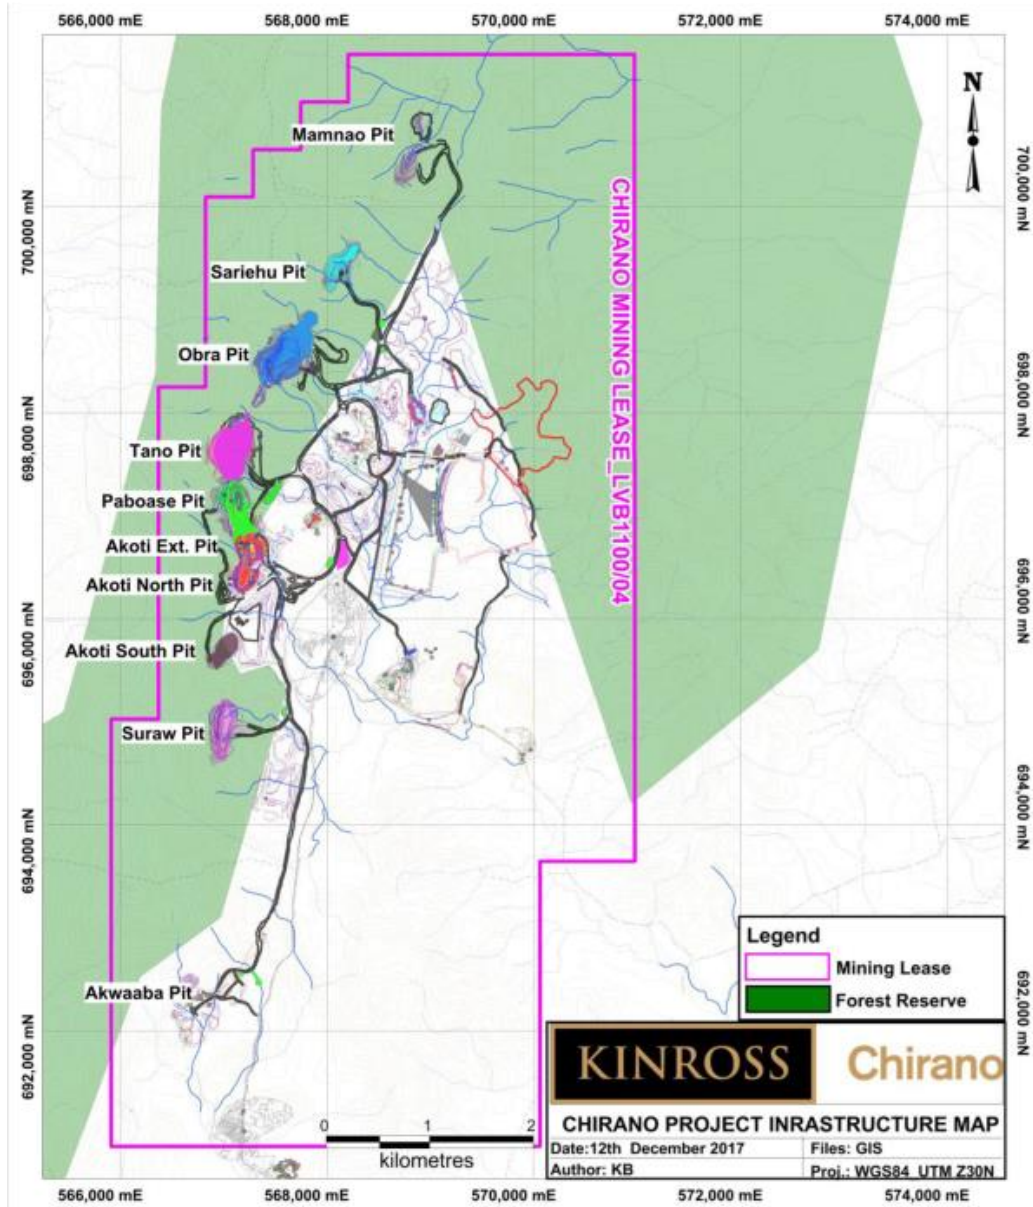 566,000 mE
568,000 mE
570,000 mE
572,000 mE
574,000 mE
N
Mamnao Pit
700,000 mN
700,000 mN
CHIRANO MINING LEASE_LVB1100/04
Sariehu Pit
Obra Pit
698,000 mN
698,000 mN
Tano Pit
Paboase Pit
Akoti Ext. Pit
Akoti North Pit
696,000 mN
696,000 mN
Akoti South Pit
Suraw Pit
694,000 mN
694,000 mN
Akwaaba Pit
692,000 mN
692,000 mN
Legend
Mining Lease
Forest Reserve
KINROSS Chirano
CHIRANO PROJECT INRASTRUCTURE MAP
Date:12th December 2017 Files: GIS
Author: KB Proj.: WGS84_UTM Z30N
0 1 2
kilometres
566,000 mE
568,000 mE
570,000 mE
572,000 mE
574,000 mE